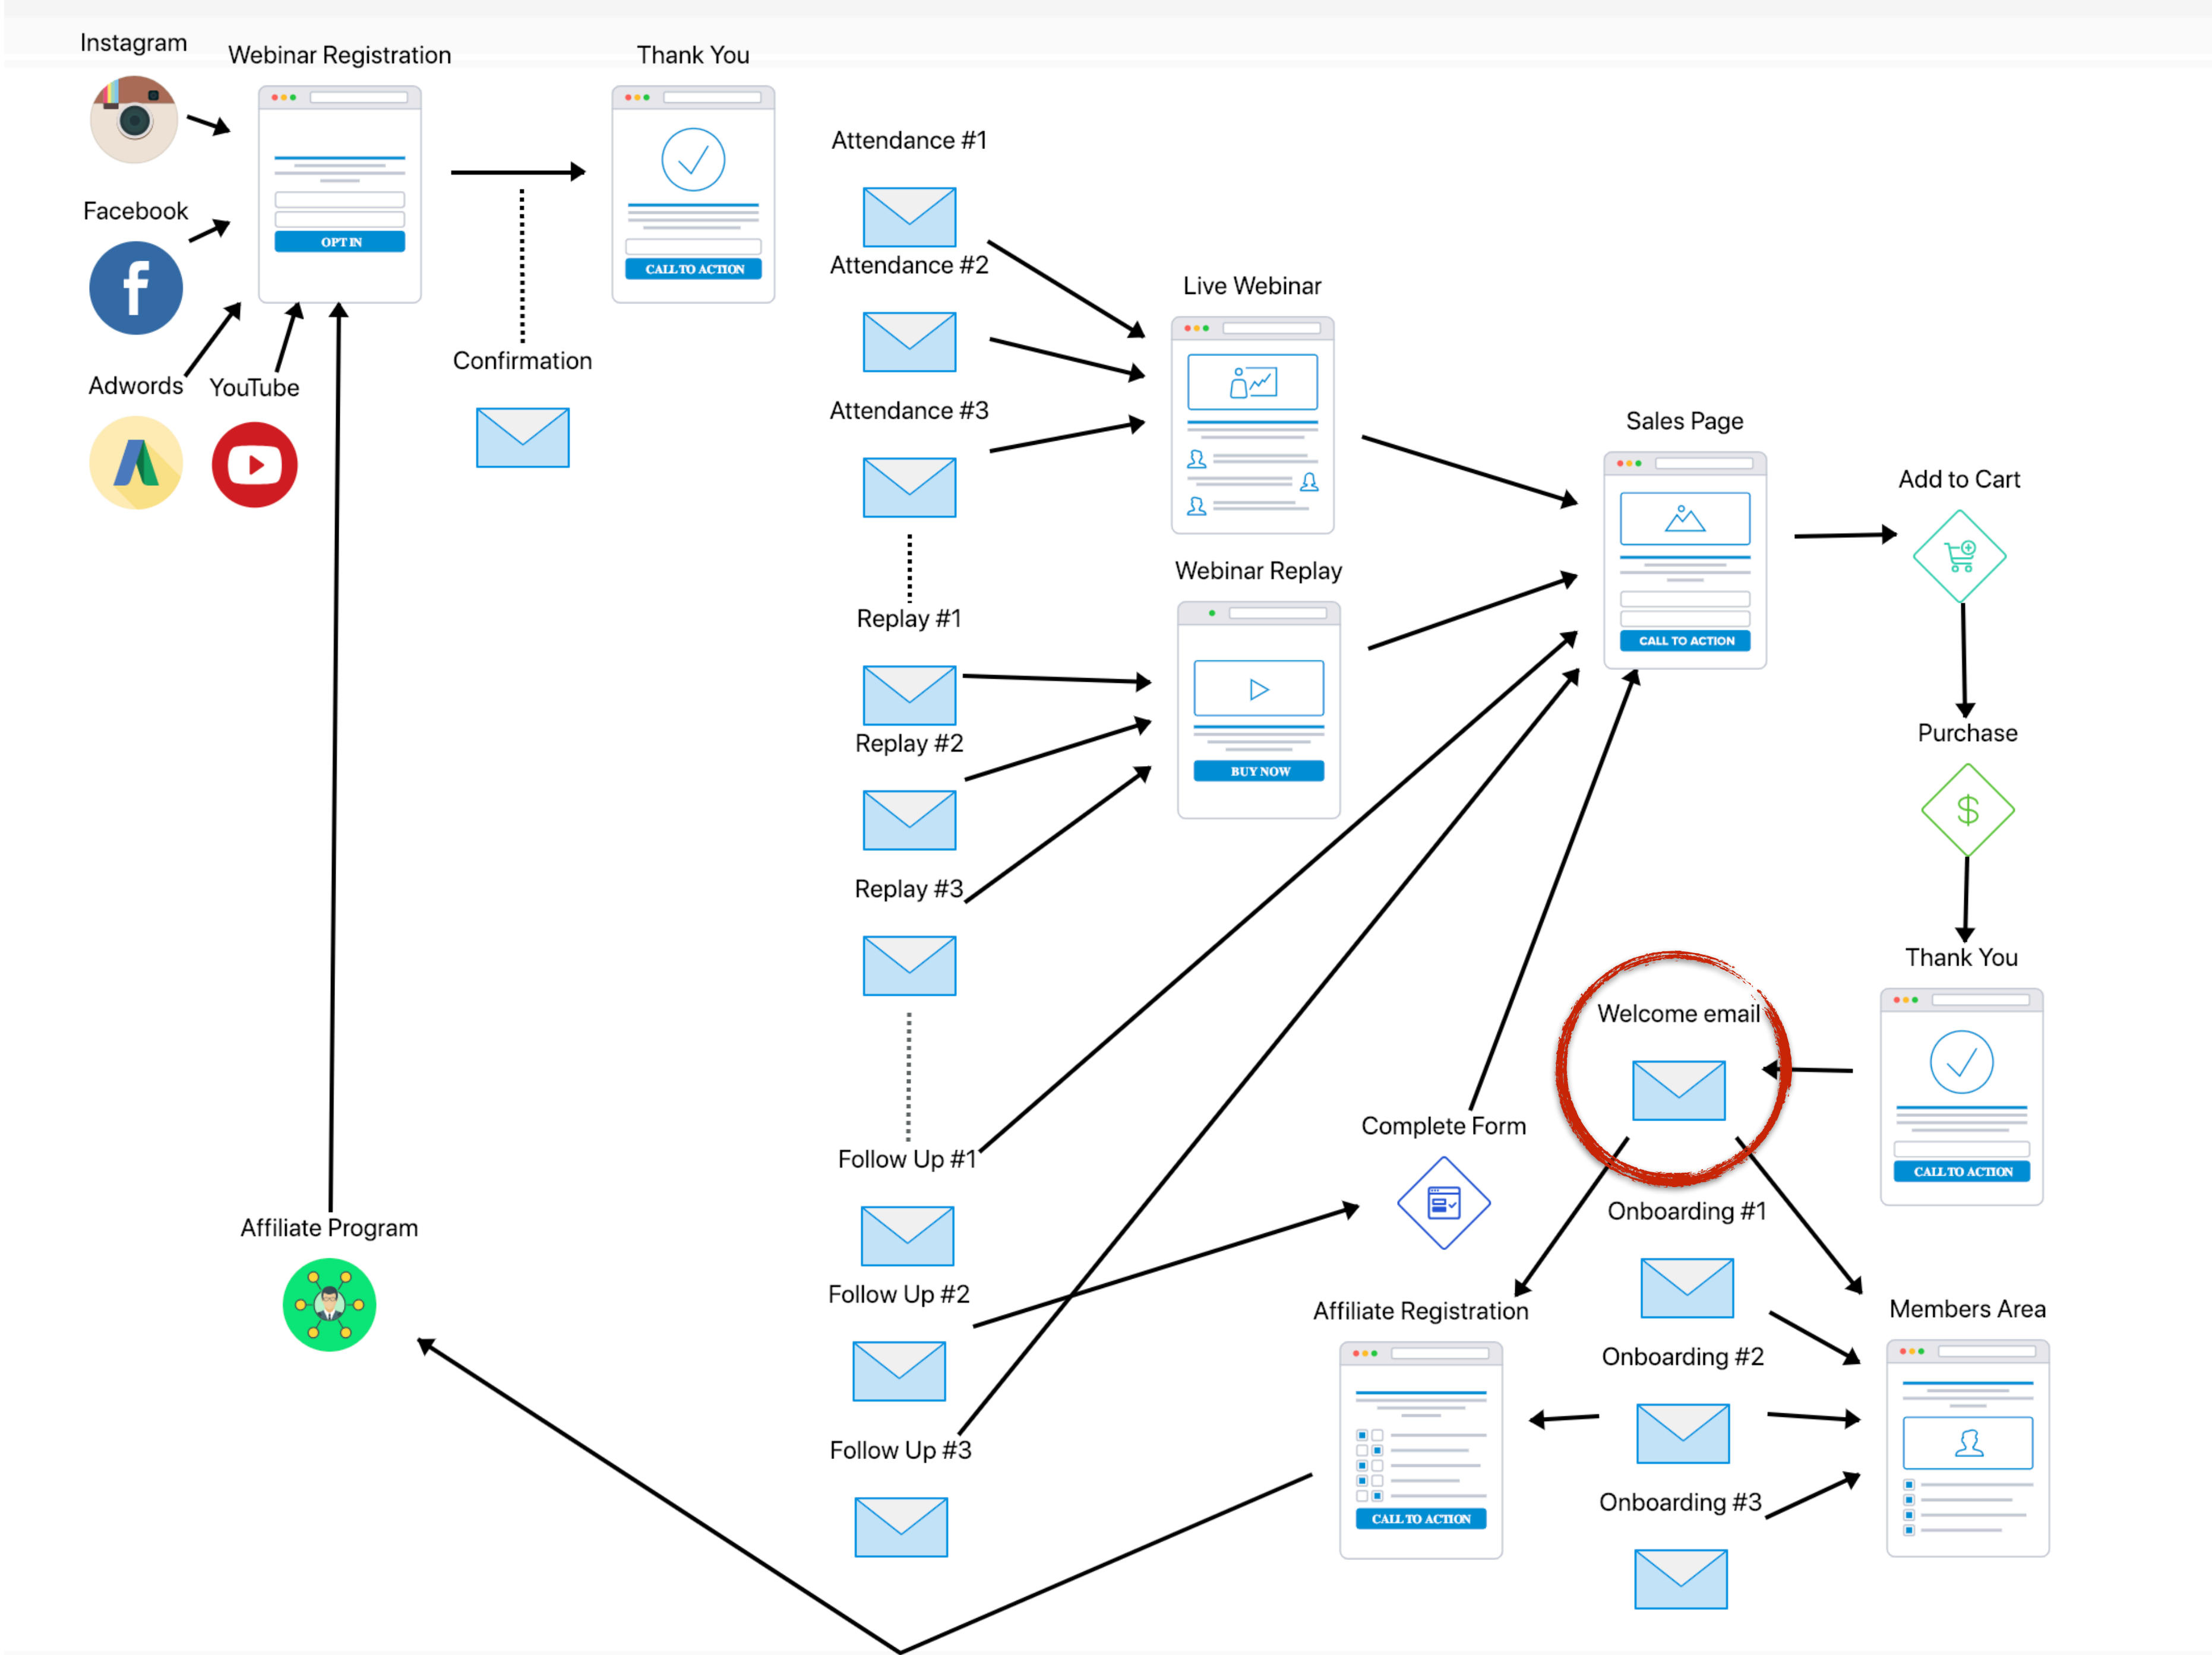 Instagram
Webinar Registration
Thank You
OPT IN
CALL TO ACTION
Facebook
f
Adwords
YouTube
Confirmation
Attendance #1
Attendance #2
Attendance #3
Live Webinar
Replay #1
Replay #2
Replay #3
Webinar Replay
BUY NOW
Sales Page
CALL TO ACTION
Add to Cart
Purchase
$
Thank You
CALL TO ACTION
Welcome email
Follow Up #1
Follow Up #2
Follow Up #3
Complete Form
Affiliate Program
Affiliate Registration
CALL TO ACTION
Onboarding #1
Onboarding #2
Onboarding #3
Members Area